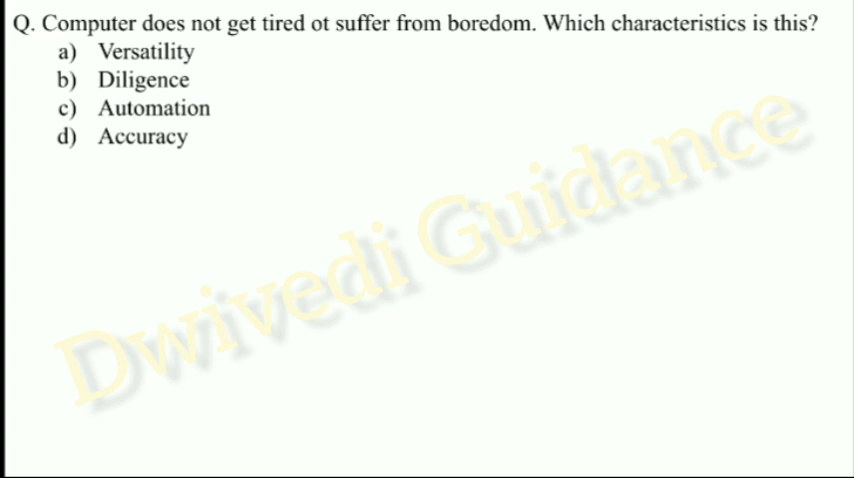 Q. Computer does not get tired ot suffer from boredom. Which characteristics is this?
a) Versatility
b) Diligence
c) Automation
d) Accuracy
Dwivedi Guidance